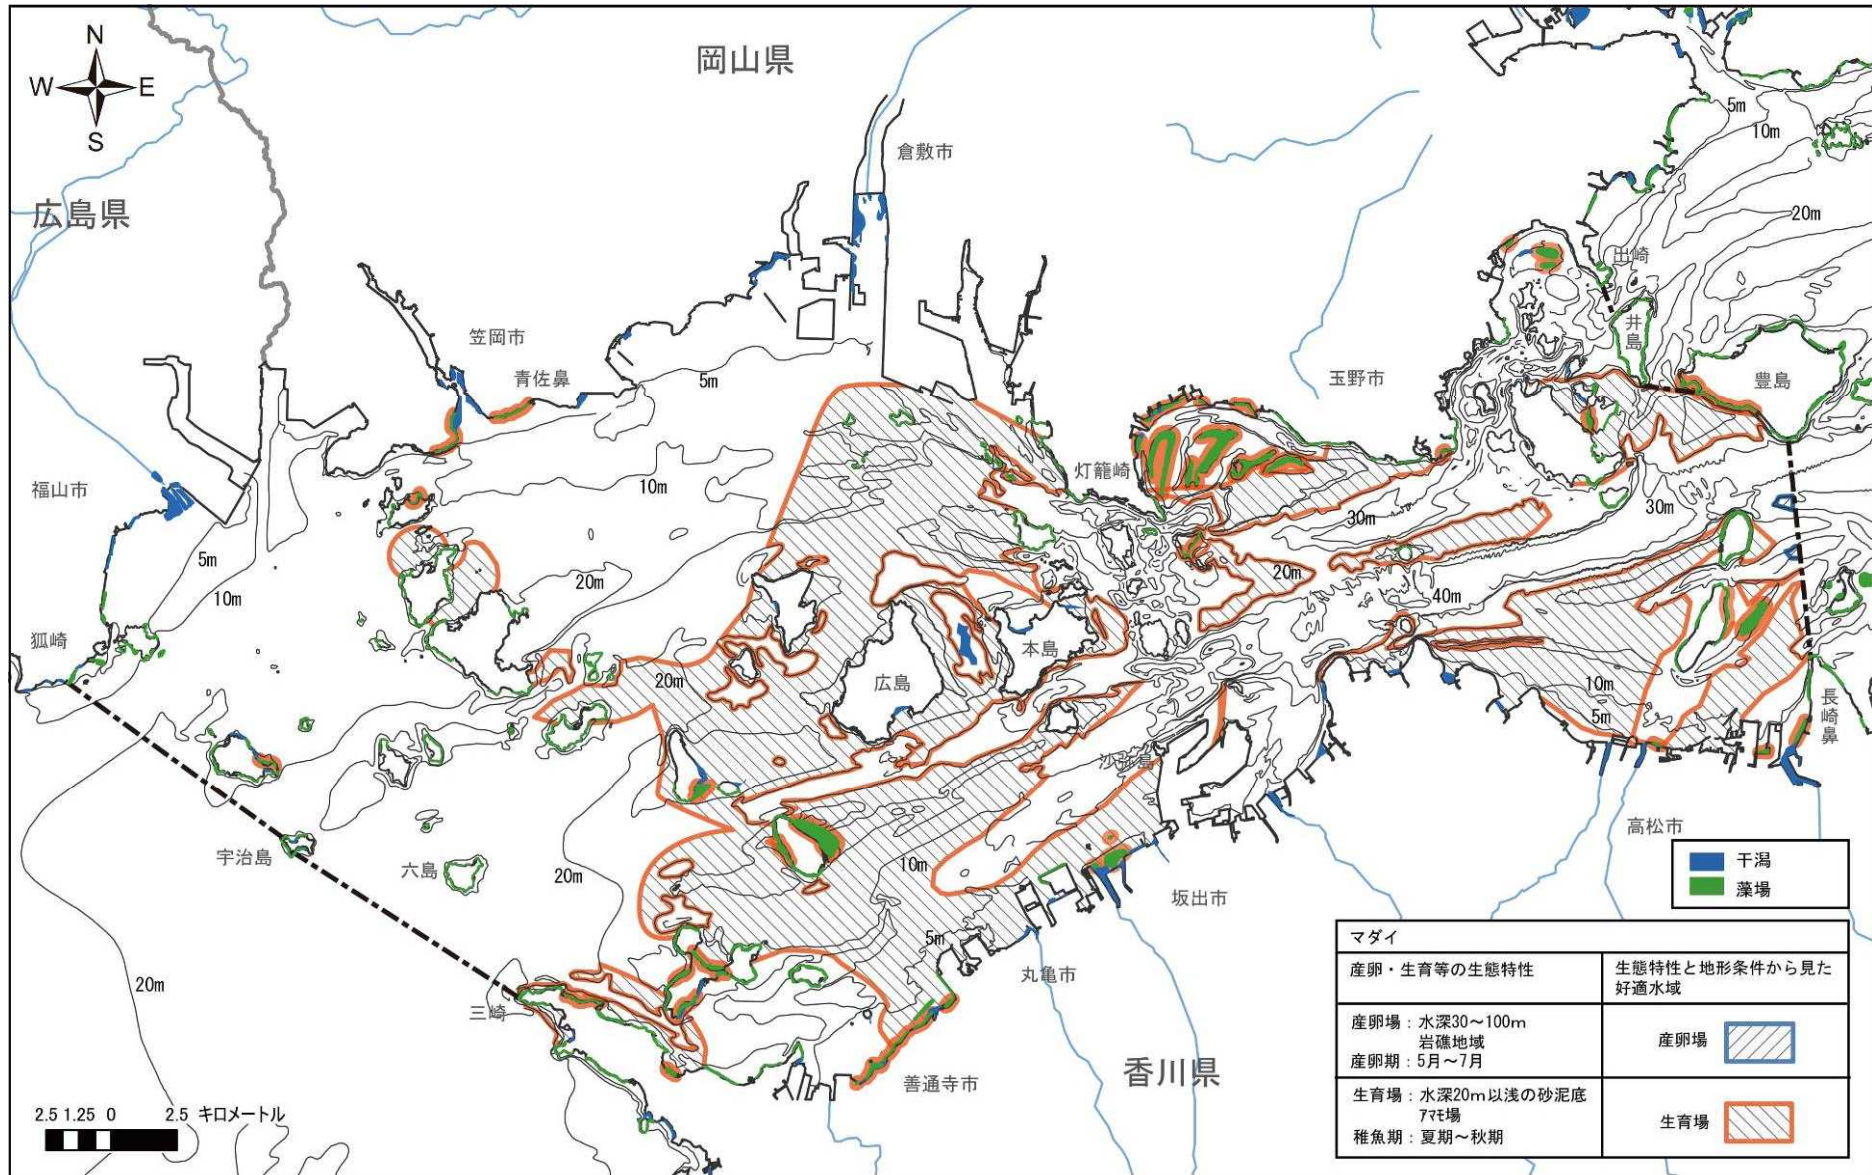 N
W
E
S
岡山県
広島県
倉敷市
笠岡市
青佐鼻
5m
10m
20m
出崎
井島
豊島
玉野市
福山市
5m
10m
5m
10m
灯籠崎
30m
30m
20m
20m
40m
狐崎
本島
広島
20m
10m
5m
長崎鼻
沙弥島
高松市
宇治島
六島
20m
10m
坂出市
5m
丸亀市
20m
三崎
善通寺市
香川県
2.5 1.25 0 2.5 キロメートル
干潟
藻場
マダイ
産卵・生育等の生態特性
生態特性と地形条件から見た
好適水域
産卵場：水深30～100m
岩礁地域
産卵期：5月～7月
産卵場
生育場：水深20m以浅の砂泥底
アマモ場
稚魚期：夏期～秋期
生育場